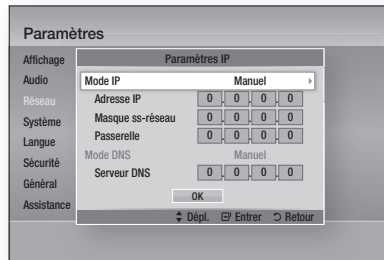 Paramètres
Affichage
Audio
Réseau
Système
Langue
Sécurité
Général
Assistance
Paramètres IP
Mode IP Manuel
Adresse IP 0 . 0 . 0 . 0
Masque ss-réseau 0 . 0 . 0 . 0
Passerelle 0 . 0 . 0 . 0
Mode DNS Manuel
Serveur DNS 0 . 0 . 0 . 0
OK
Dépl. Entrer Retour